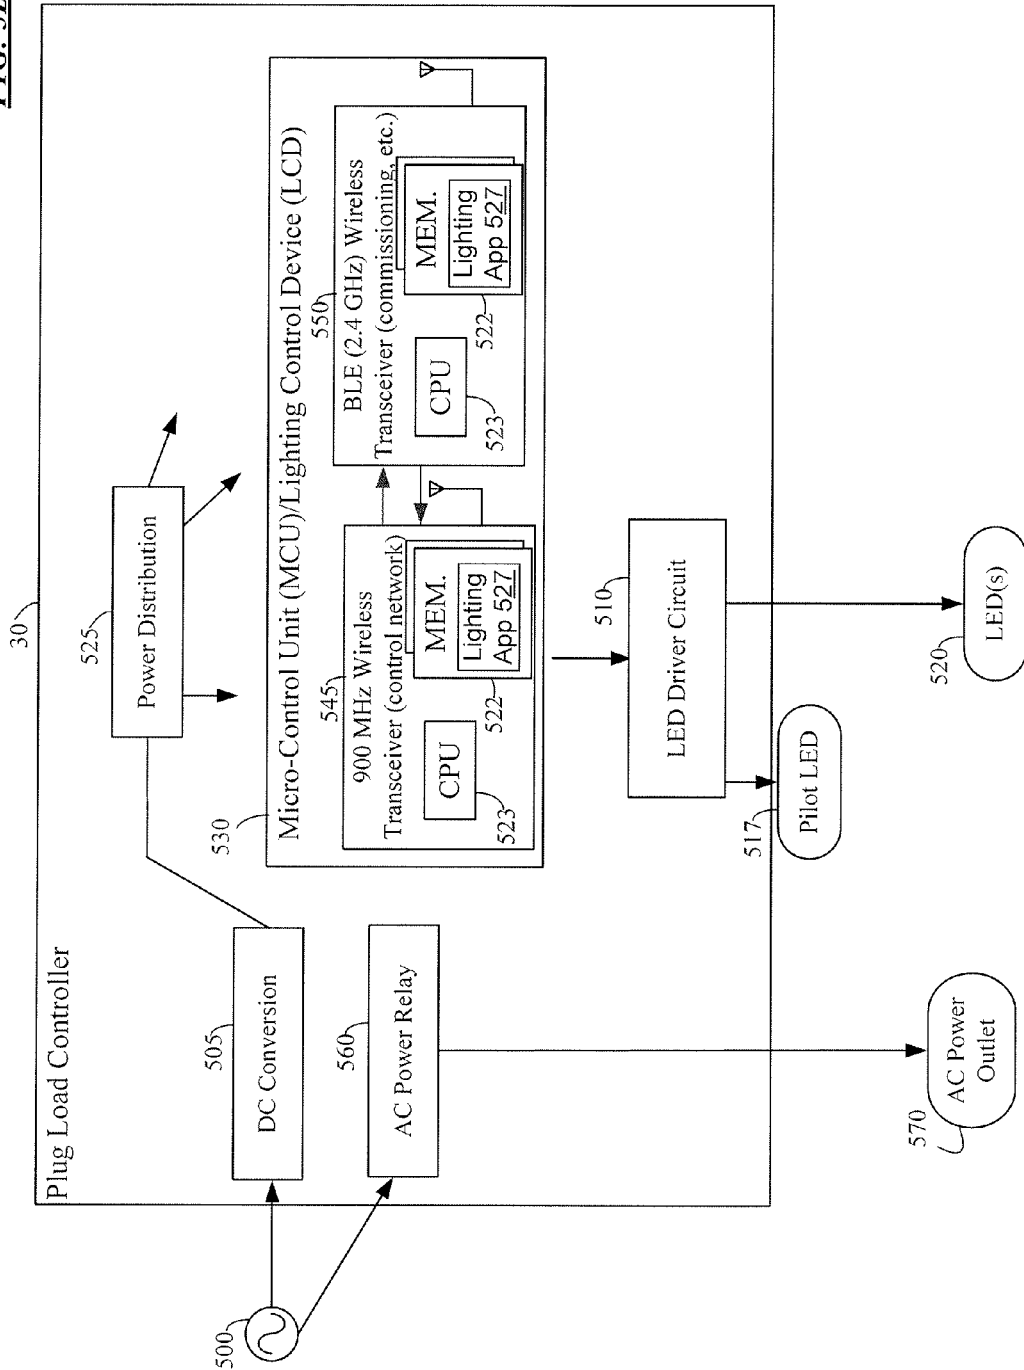 30
Plug Load Controller
525
Power Distribution
530
Micro-Control Unit (MCU)/Lighting Control Device (LCD)
545
900 MHz Wireless
Transceiver (control network)
CPU
523
MEM.
Lighting
App 527
522
550
BLE (2.4 GHz) Wireless
Transceiver (commissioning, etc.)
CPU
523
MEM.
Lighting
App 527
522
500
505
DC Conversion
560
AC Power Relay
510
LED Driver Circuit
517
Pilot LED
520
LED(s)
570
AC Power
Outlet